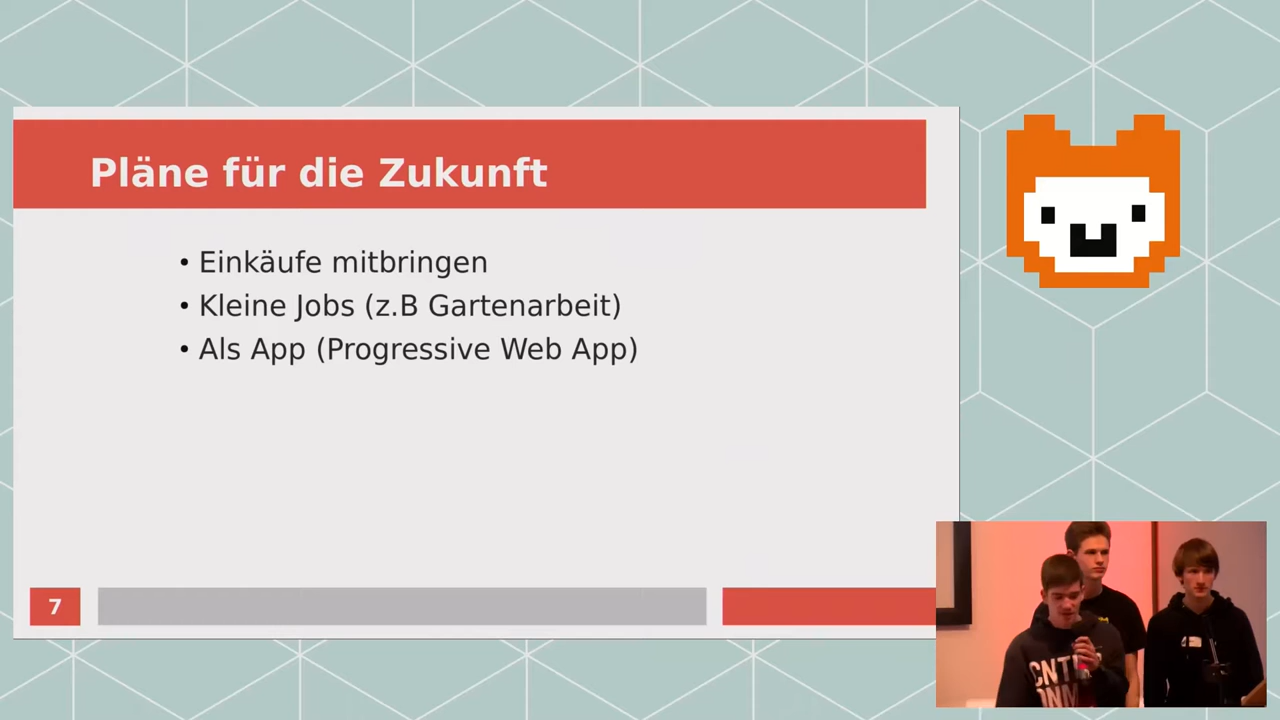 Pläne für die Zukunft
• Einkäufe mitbringen
• Kleine Jobs (z.B Gartenarbeit)
• Als App (Progressive Web App)
7